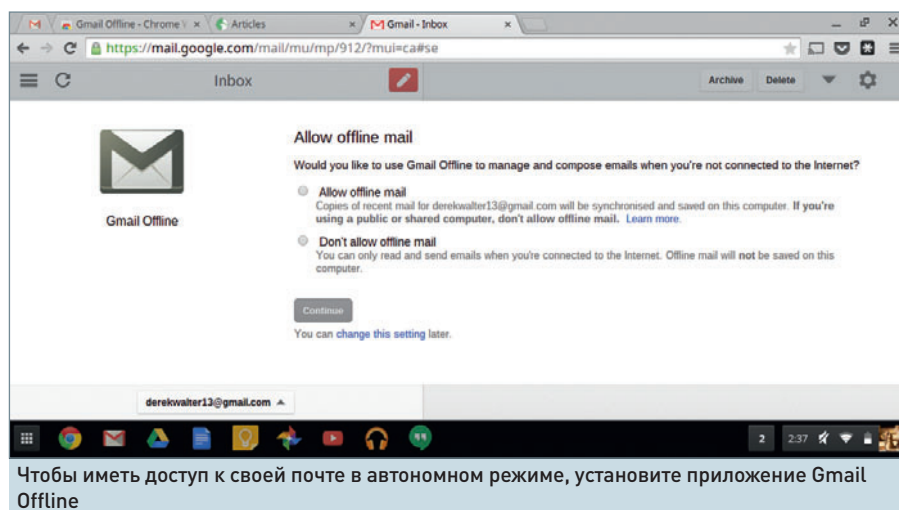 Gmail Offline - Chrome
Articles
Gmail - Inbox
https://mail.google.com/mail/mu/mp/912/?mui=ca#se
Inbox
Archive
Delete
Gmail Offline
Allow offline mail
Would you like to use Gmail Offline to manage and compose emails when you're not connected to the Internet?
Allow offline mail
Copies of recent mail for derekwalter13@gmail.com will be synchronised and saved on this computer. If you're
using a public or shared computer, don't allow offline mail. Learn more.
Don't allow offline mail
You can only read and send emails when you're connected to the Internet. Offline mail will not be saved on this
computer.
Continue
You can change this setting later.
derekwalter13@gmail.com
2
2:37
Чтобы иметь доступ к своей почте в автономном режиме, установите приложение Gmail
Offline